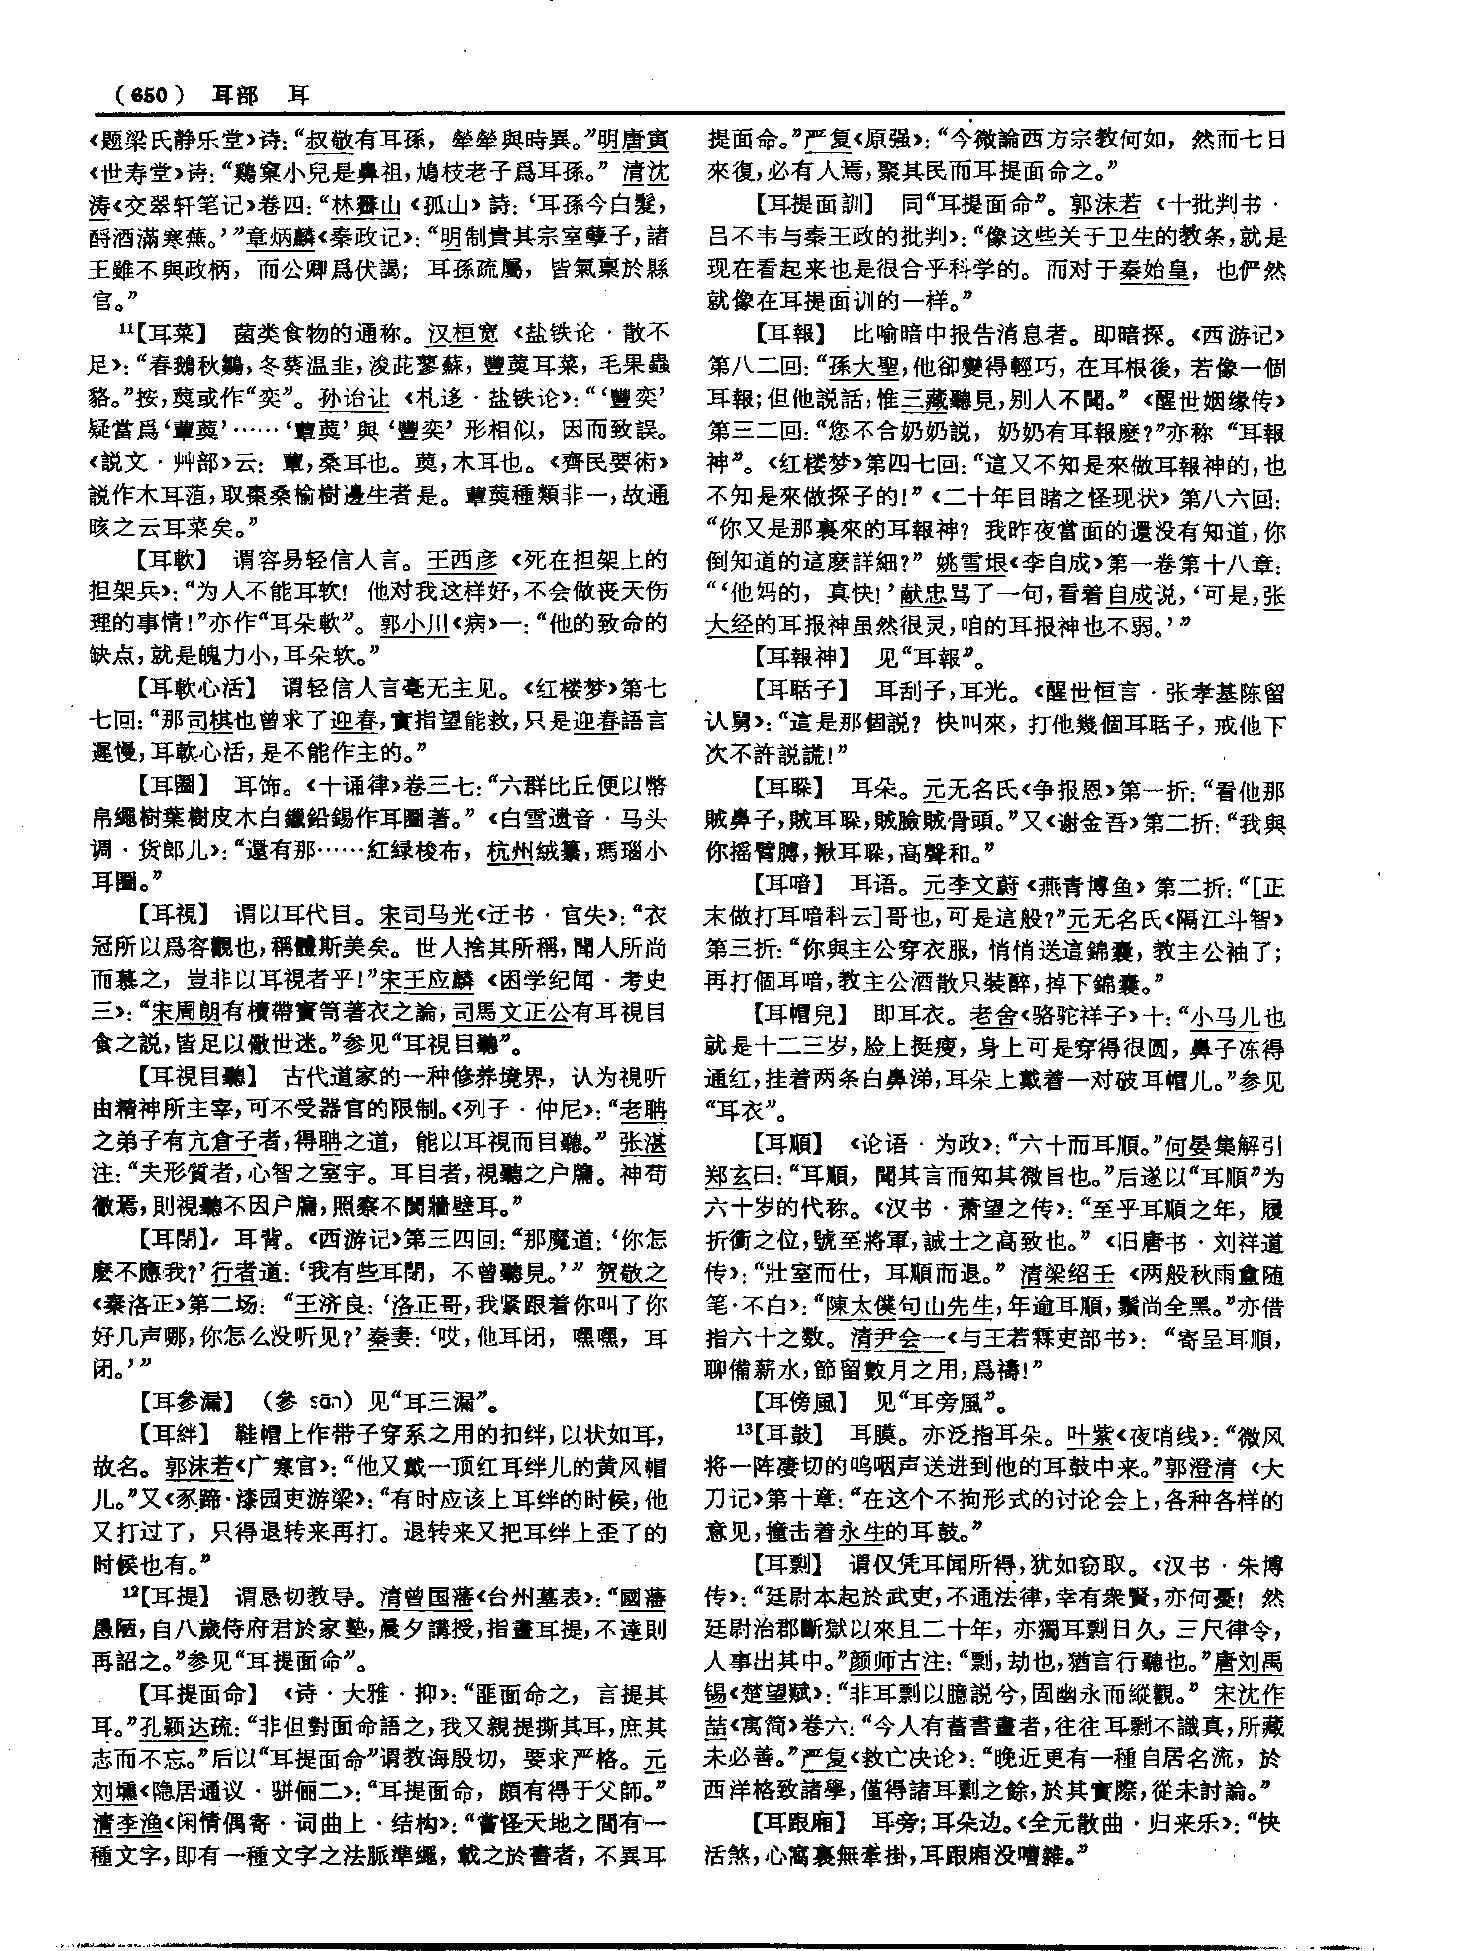 （650） 耳部 耳
《题梁氏静乐堂》诗：“叔敬有耳孫，犖犖與時異。”明唐寅
《世寿堂》诗：“鷄窠小兒是鼻祖，鳩枝老子爲耳孫。” 清沈
涛《交翠轩笔记》卷四：“林霽山《孤山》詩：‘耳孫今白髮，
酹酒滿寒蕪。’”章炳麟《秦政记》：“明制貴其宗室孽子，諸
王雖不與政柄，而公卿爲伏謁；耳孫疏屬，皆氣稟於縣
官。”
11【耳菜】 菌类食物的通称。汉桓宽《盐铁论·散不
足》：“春鵝秋鶵，冬葵温韭，浚茈蓼蘇，豐萸耳菜，毛果蟲
貉。”按，萸或作“奕”。孙诒让《札迻·盐铁论》：“‘豐奕’
疑當爲‘蕈萸’……‘蕈萸’與‘豐奕’形相似，因而致誤。
《説文·艸部》云：蕈，桑耳也。萸，木耳也。《齊民要術》
説作木耳菹，取棗桑榆樹邊生者是。蕈萸種類非一，故通
晐之云耳菜矣。”
【耳軟】 谓容易轻信人言。王西彦《死在担架上的
担架兵》：“为人不能耳软！他对我这样好，不会做丧天伤
理的事情！”亦作“耳朵軟”。郭小川《病》一：“他的致命的
缺点，就是魄力小，耳朵软。”
【耳軟心活】 谓轻信人言毫无主见。《红楼梦》第七
七回：“那司棋也曾求了迎春，實指望能救，只是迎春語言
遲慢，耳軟心活，是不能作主的。”
【耳圈】 耳饰。《十诵律》卷三七：“六群比丘便以幣
帛繩樹葉樹皮木白鑞鉛錫作耳圈著。”《白雪遗音·马头
调·货郎儿》：“還有那……紅緑梭布，杭州絨纂，瑪瑙小
耳圈。”
【耳視】 谓以耳代目。宋司马光《迂书·官失》：“衣
冠所以爲容觀也，稱體斯美矣。世人捨其所稱，聞人所尚
而慕之，豈非以耳視者乎！”宋王应麟《困学纪闻·考史
三》：“宋周朗有櫝帶寶笥著衣之論，司馬文正公有耳視目
食之説，皆足以儆世迷。”参见“耳視目聽”。
【耳視目聽】 古代道家的一种修养境界，认为視听
由精神所主宰，可不受器官的限制。《列子·仲尼》：“老聃
之弟子有亢倉子者，得聃之道，能以耳視而目聽。” 张湛
注：“夫形質者，心智之室宇。耳目者，視聽之户牖。神苟
徹焉，則視聽不因户牖，照察不閡牆壁耳。”
【耳閉】 耳背。《西游记》第三四回：“那魔道：‘你怎
麽不應我？’行者道：‘我有些耳閉，不曾聽見。’” 贺敬之
《秦洛正》第二场：“王济良：‘洛正哥，我紧跟着你叫了你
好几声哪，你怎么没听见？’秦妻：‘哎，他耳闭，嘿嘿，耳
闭。’”
【耳參漏】 （參 sān）见“耳三漏”。
【耳絆】 鞋帽上作带子穿系之用的扣绊，以状如耳，
故名。郭沫若《广寒宫》：“他又戴一顶红耳绊儿的黄风帽
儿。”又《豕蹄·漆园吏游梁》：“有时应该上耳绊的时候，他
又打过了，只得退转来再打。退转来又把耳绊上歪了的
时候也有。”
12【耳提】 谓恳切教导。清曾国藩《台州墓表》：“國藩
愚陋，自八歲侍府君於家塾，晨夕講授，指畫耳提，不達則
再詔之。”参见“耳提面命”。
【耳提面命】 《诗·大雅·抑》：“匪面命之，言提其
耳。”孔颖达疏：“非但對面命語之，我又親提撕其耳，庶其
志而不忘。”后以“耳提面命”谓教诲殷切，要求严格。元
刘壎《隐居通议·骈俪二》：“耳提面命，頗有得于父師。”
清李渔《闲情偶寄·词曲上·结构》：“嘗怪天地之間有一
種文字，即有一種文字之法脈準繩，載之於書者，不異耳
提面命。”严复《原强》：“今微論西方宗教何如，然而七日
來復，必有人焉，聚其民而耳提面命之。”
【耳提面訓】 同“耳提面命”。郭沫若《十批判书·
吕不韦与秦王政的批判》：“像这些关于卫生的教条，就是
现在看起来也是很合乎科学的。而对于秦始皇，也俨然
就像在耳提面训的一样。”
【耳報】 比喻暗中报告消息者。即暗探。《西游记》
第八二回：“孫大聖，他卻變得輕巧，在耳根後，若像一個
耳報；但他説話，惟三藏聽見，别人不聞。”《醒世姻缘传》
第三二回：“您不合奶奶説，奶奶有耳報麽？”亦称“耳報
神”。《红楼梦》第四七回：“這又不知是來做耳報神的，也
不知是來做探子的！”《二十年目睹之怪现状》第八六回：
“你又是那裏來的耳報神？我昨夜當面的還没有知道，你
倒知道的這麽詳細？” 姚雪垠《李自成》第一卷第十八章：
“‘他妈的，真快！’献忠骂了一句，看着自成说，‘可是，张
大经的耳报神虽然很灵，咱的耳报神也不弱。’”
【耳報神】 见“耳報”。
【耳聒子】 耳刮子，耳光。《醒世恒言·张孝基陈留
认舅》：“這是那個説？快叫來，打他幾個耳聒子，戒他下
次不許説謊！”
【耳䐾】 耳朵。元无名氏《争报恩》第一折：“看他那
賊鼻子，賊耳䐾，賊臉賊骨頭。”又《谢金吾》第二折：“我與
你摇臂膊，揪耳䐾，高聲和。”
【耳喑】 耳语。元李文蔚《燕青博鱼》第二折：“［正
末做打耳喑科云］哥也，可是這般？”元无名氏《隔江斗智》
第三折：“你與主公穿衣服，悄悄送這錦囊，教主公袖了；
再打個耳喑，教主公酒散只裝醉，掉下錦囊。”
【耳帽兒】 即耳衣。老舍《骆驼祥子》十：“小马儿也
就是十二三岁，脸上挺瘦，身上可是穿得很圆，鼻子冻得
通红，挂着两条白鼻涕，耳朵上戴着一对破耳帽儿。”参见
“耳衣”。
【耳順】 《论语·为政》：“六十而耳順。”何晏集解引
郑玄曰：“耳順，聞其言而知其微旨也。”后遂以“耳順”为
六十岁的代称。《汉书·萧望之传》：“至乎耳順之年，履
折衝之位，號至將軍，誠士之高致也。”《旧唐书·刘祥道
传》：“壯室而仕，耳順而退。” 清梁绍壬《两般秋雨盦随
笔·不白》：“陳太僕句山先生，年逾耳順，鬚尚全黑。”亦借
指六十之数。清尹会一《与王若霖吏部书》：“寄呈耳順，
聊備薪水，節留數月之用，爲禱！”
【耳傍風】 见“耳旁風”。
13【耳鼓】 耳膜。亦泛指耳朵。叶紫《夜哨线》：“微风
将一阵凄切的呜咽声送进到他的耳鼓中来。”郭澄清《大
刀记》第十章：“在这个不拘形式的讨论会上，各种各样的
意见，撞击着永生的耳鼓。”
【耳剽】 谓仅凭耳闻所得，犹如窃取。《汉书·朱博
传》：“廷尉本起於武吏，不通法律，幸有衆賢，亦何憂！然
廷尉治郡斷獄以來且二十年，亦獨耳剽日久，三尺律令，
人事出其中。”颜师古注：“剽，劫也，猶言行聽也。”唐刘禹
锡《楚望赋》：“非耳剽以臆説兮，固幽永而縱觀。” 宋沈作
喆《寓简》卷六：“今人有蓄書畫者，往往耳剽不識真，所藏
未必善。”严复《救亡决论》：“晚近更有一種自居名流，於
西洋格致諸學，僅得諸耳剽之餘，於其實際，從未討論。”
【耳跟廂】 耳旁；耳朵边。《全元散曲·归来乐》：“快
活煞，心窩裏無牽掛，耳跟廂没嘈雜。”